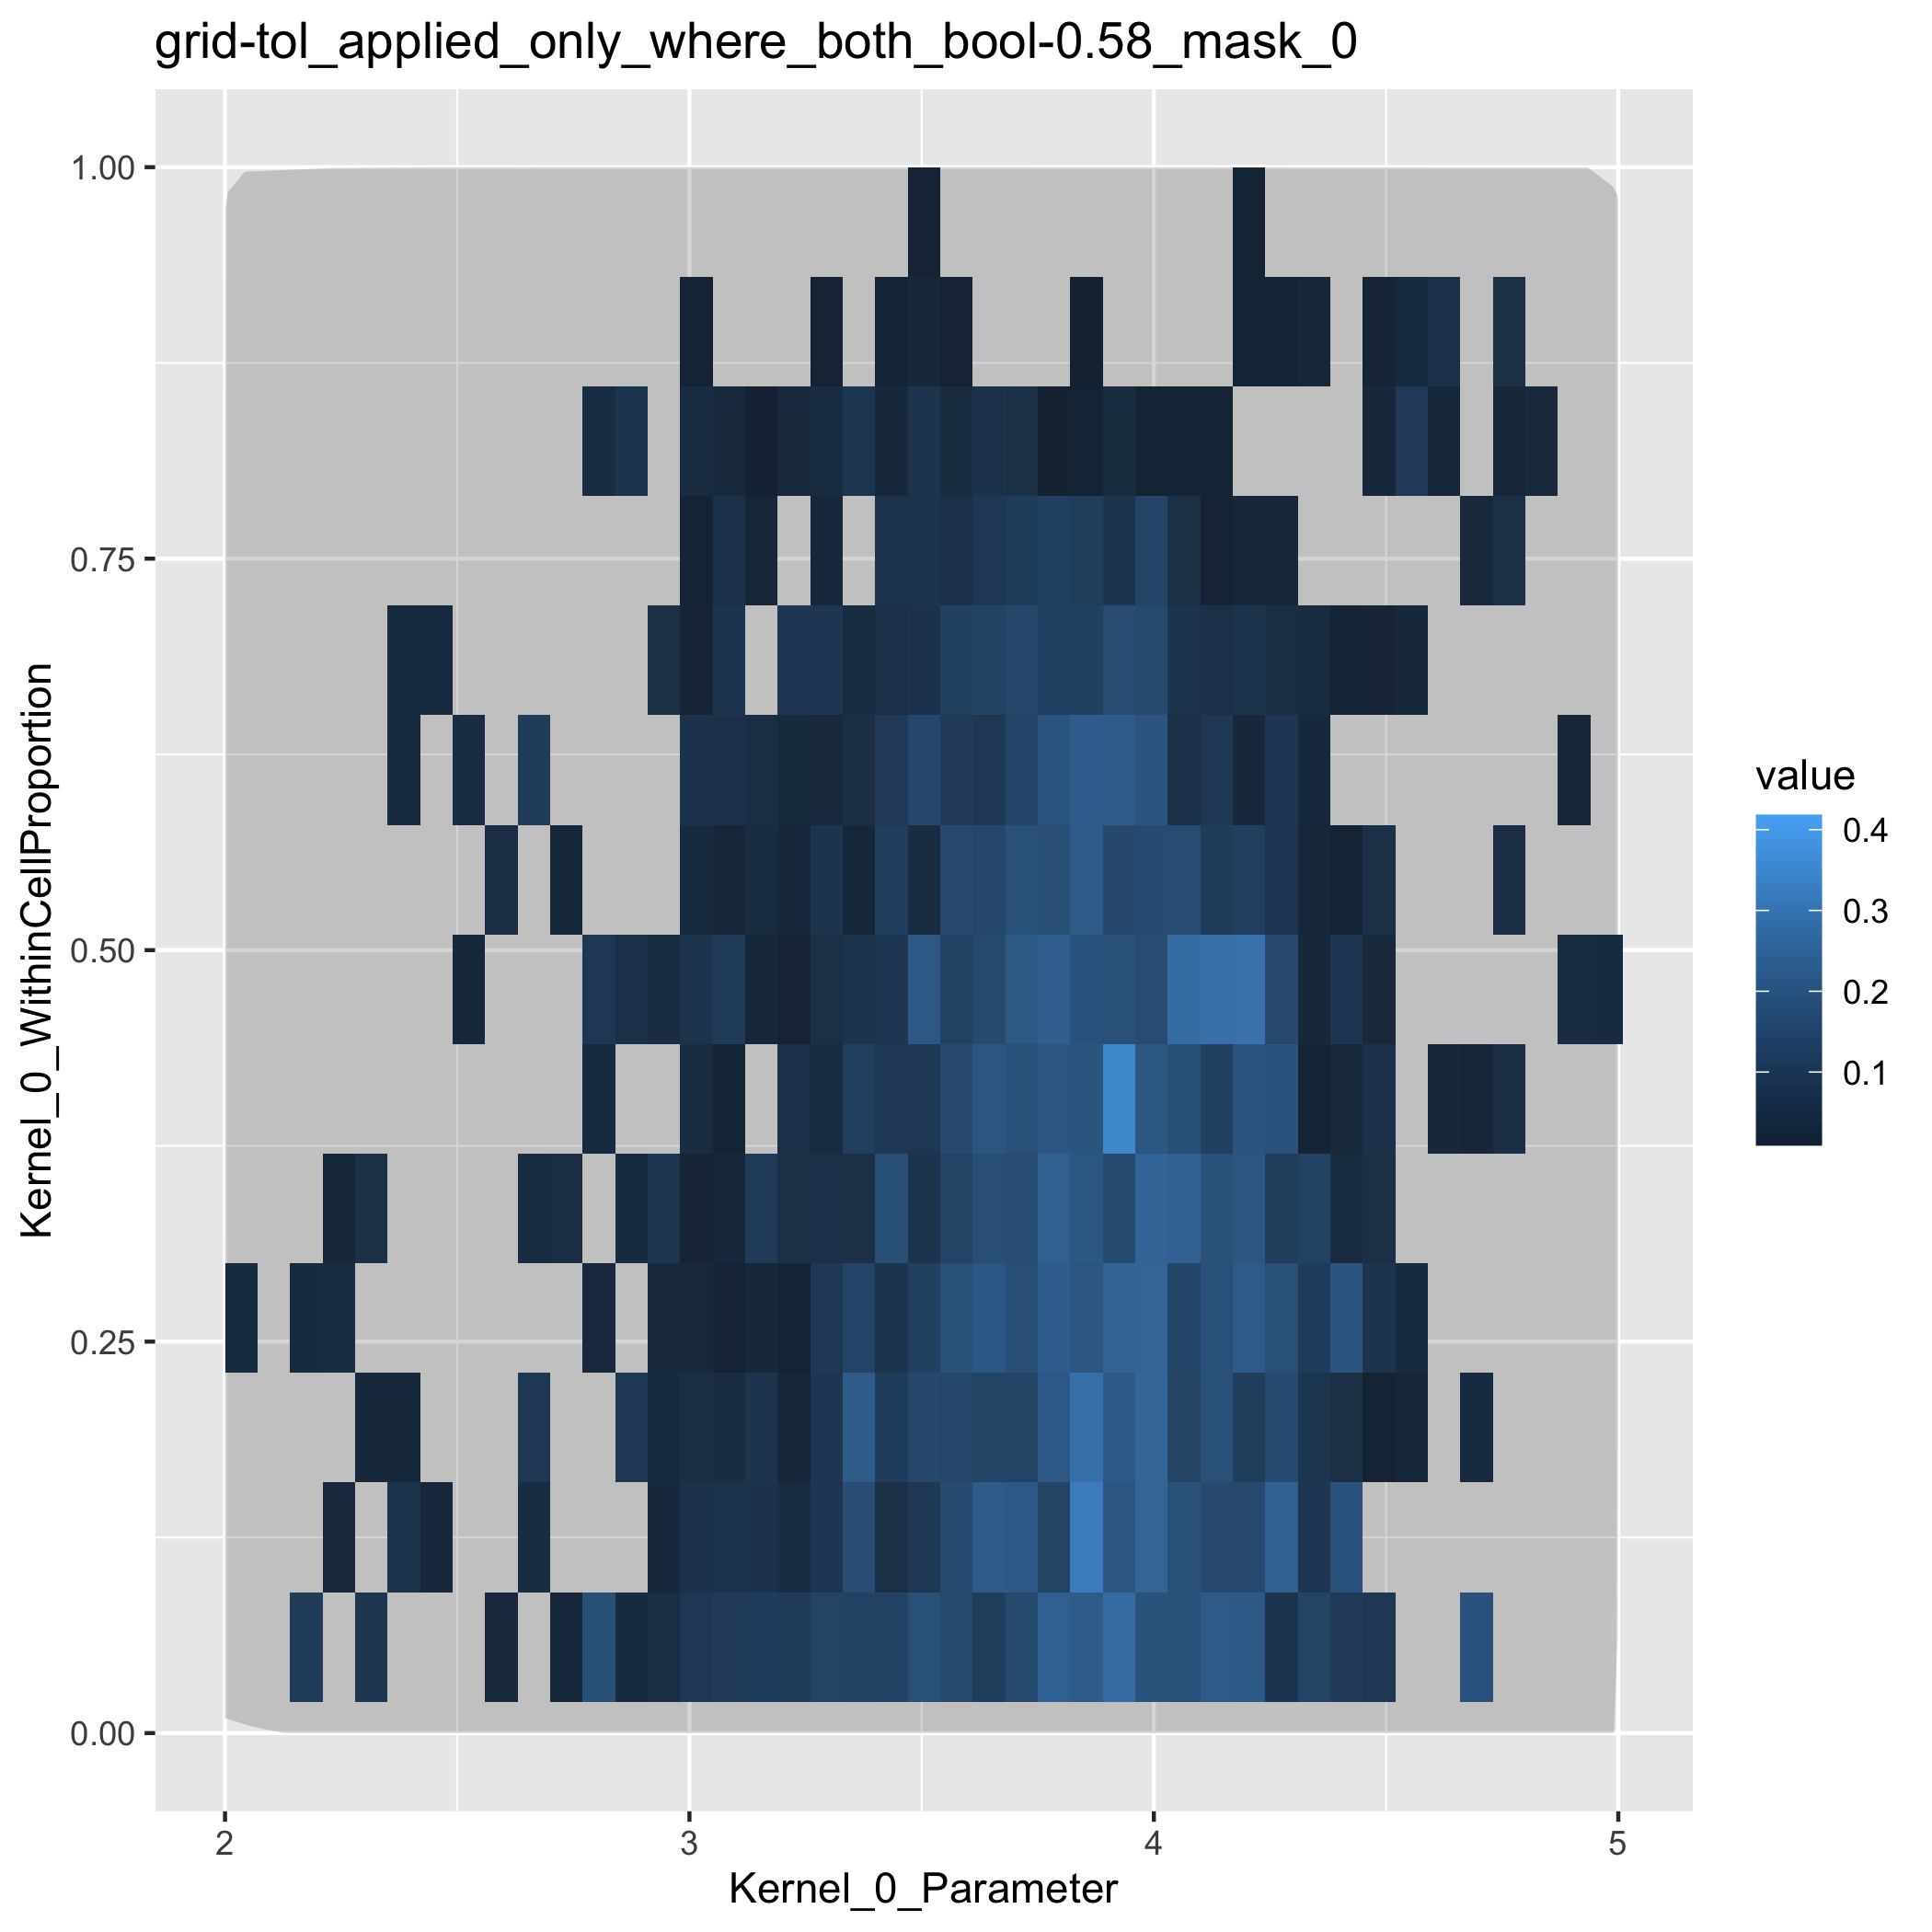 grid-tol_applied_only_where_both_bool-0.58_mask_0
Kernel_0_WithinCellProportion
1.00
0.75
0.50
0.25
0.00
2 3 4 5
Kernel_0_Parameter
value
0.4
0.3
0.2
0.1